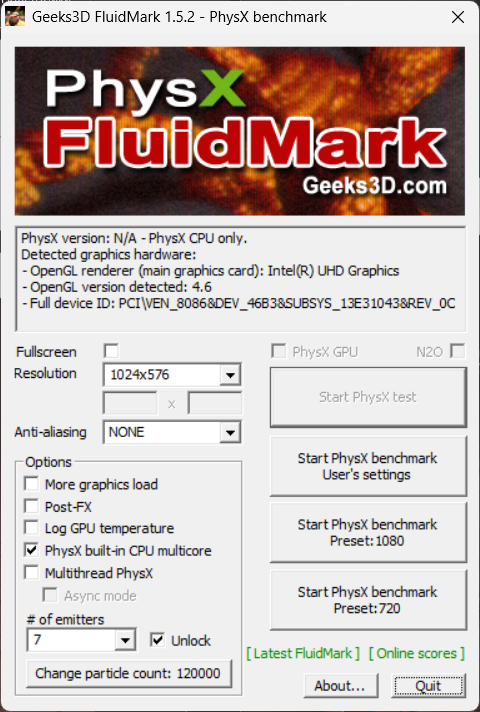 Geeks3D FluidMark 1.5.2 - PhysX benchmark
PhysX
FluidMark
Geeks3D.com
PhysX version: N/A - PhysX CPU only.
Detected graphics hardware:
- OpenGL renderer (main graphics card): Intel(R) UHD Graphics
- OpenGL version detected: 4.6
- Full device ID: PCI\VEN_8086&DEV_46B3&SUBSYS_13E31043&REV_0C
Fullscreen
PhysX GPU
N2O
Resolution
1024x576
x
Start PhysX test
Anti-aliasing
NONE
Start PhysX benchmark
User's settings
Options
More graphics load
Post-FX
Log GPU temperature
PhysX built-in CPU multicore
Multithread PhysX
Async mode
# of emitters
7
Unlock
Change particle count: 120000
Start PhysX benchmark
Preset:1080
Start PhysX benchmark
Preset:720
[ Latest FluidMark ]
[ Online scores ]
About...
Quit